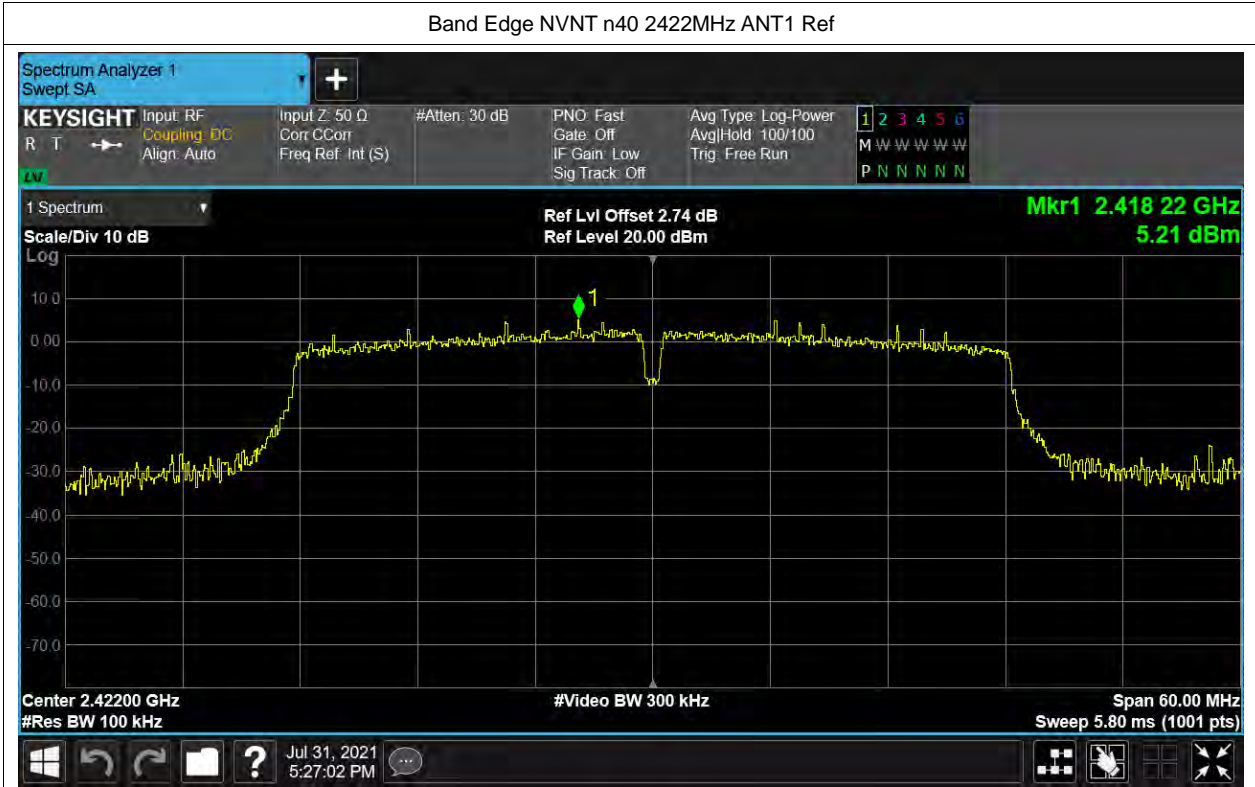 Band Edge NVNT n40 2422MHz ANT1 Ref
Spectrum Analyzer 1
Swept SA
+
KEYSIGHT Input: RF Input Z: 50 Ω #Atten: 30 dB PNO: Fast Avg Type: Log-Power 1 2 3 4 5 6
R T Coupling: DC Corr CCorr Gate: Off Avg|Hold: 100/100 M W W W W W W
Align: Auto Freq Ref: Int (S) IF Gain: Low Trig: Free Run
Sig Track: Off P N N N N N N
1 Spectrum Ref Lvl Offset 2.74 dB Mkr1 2.418 22 GHz
Scale/Div 10 dB Ref Level 20.00 dBm 5.21 dBm
Log
10.0
1
0.00
-10.0
-20.0
-30.0
-40.0
-50.0
-60.0
-70.0
Center 2.42200 GHz #Video BW 300 kHz Span 60.00 MHz
#Res BW 100 kHz Sweep 5.80 ms (1001 pts)
? Jul 31, 2021
5:27:02 PM